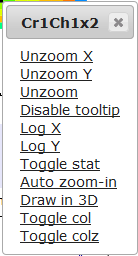 Cr1Ch1x2
Unzoom X
Unzoom Y
Unzoom
Disable tooltip
Log X
Log Y
Toggle stat
Auto zoom-in
Draw in 3D
Toggle col
Toggle colz